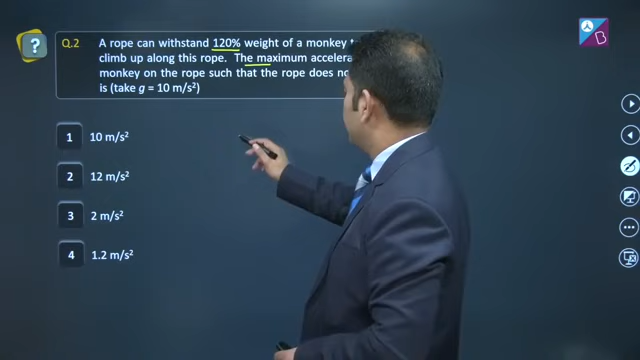 Q.2 A rope can withstand 120% weight of a monkey
climb up along this rope. The maximum accelera
monkey on the rope such that the rope does no
is (take g = 10 m/s²)
1 10 m/s²
2 12 m/s²
3 2 m/s²
4 1.2 m/s²
?
A
B